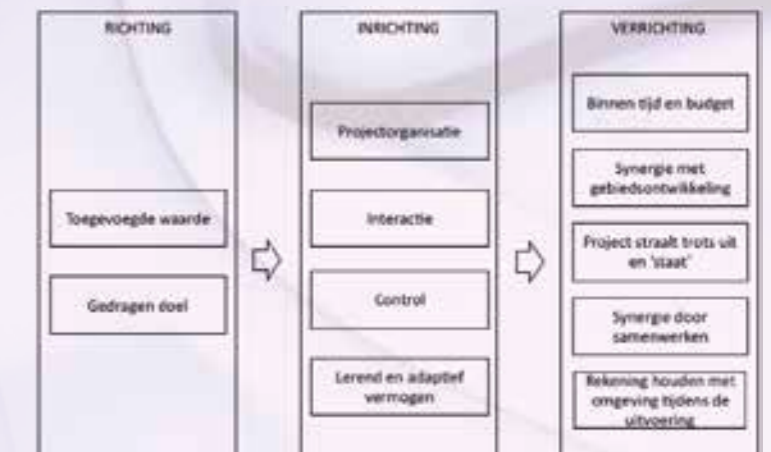 RICHTING
Toegevoegde waarde
Gedragen doel
INRICHTING
Projectorganisatie
Interactie
Control
Lerend en adaptief
vermogen
VERRICHTING
Binnen tijd en budget
Synergie met
gebiedsontwikkeling
Project straalt trots uit
en 'staat'
Synergie door
samenwerken
Rekening houden met
omgeving tijdens de
uitvoering